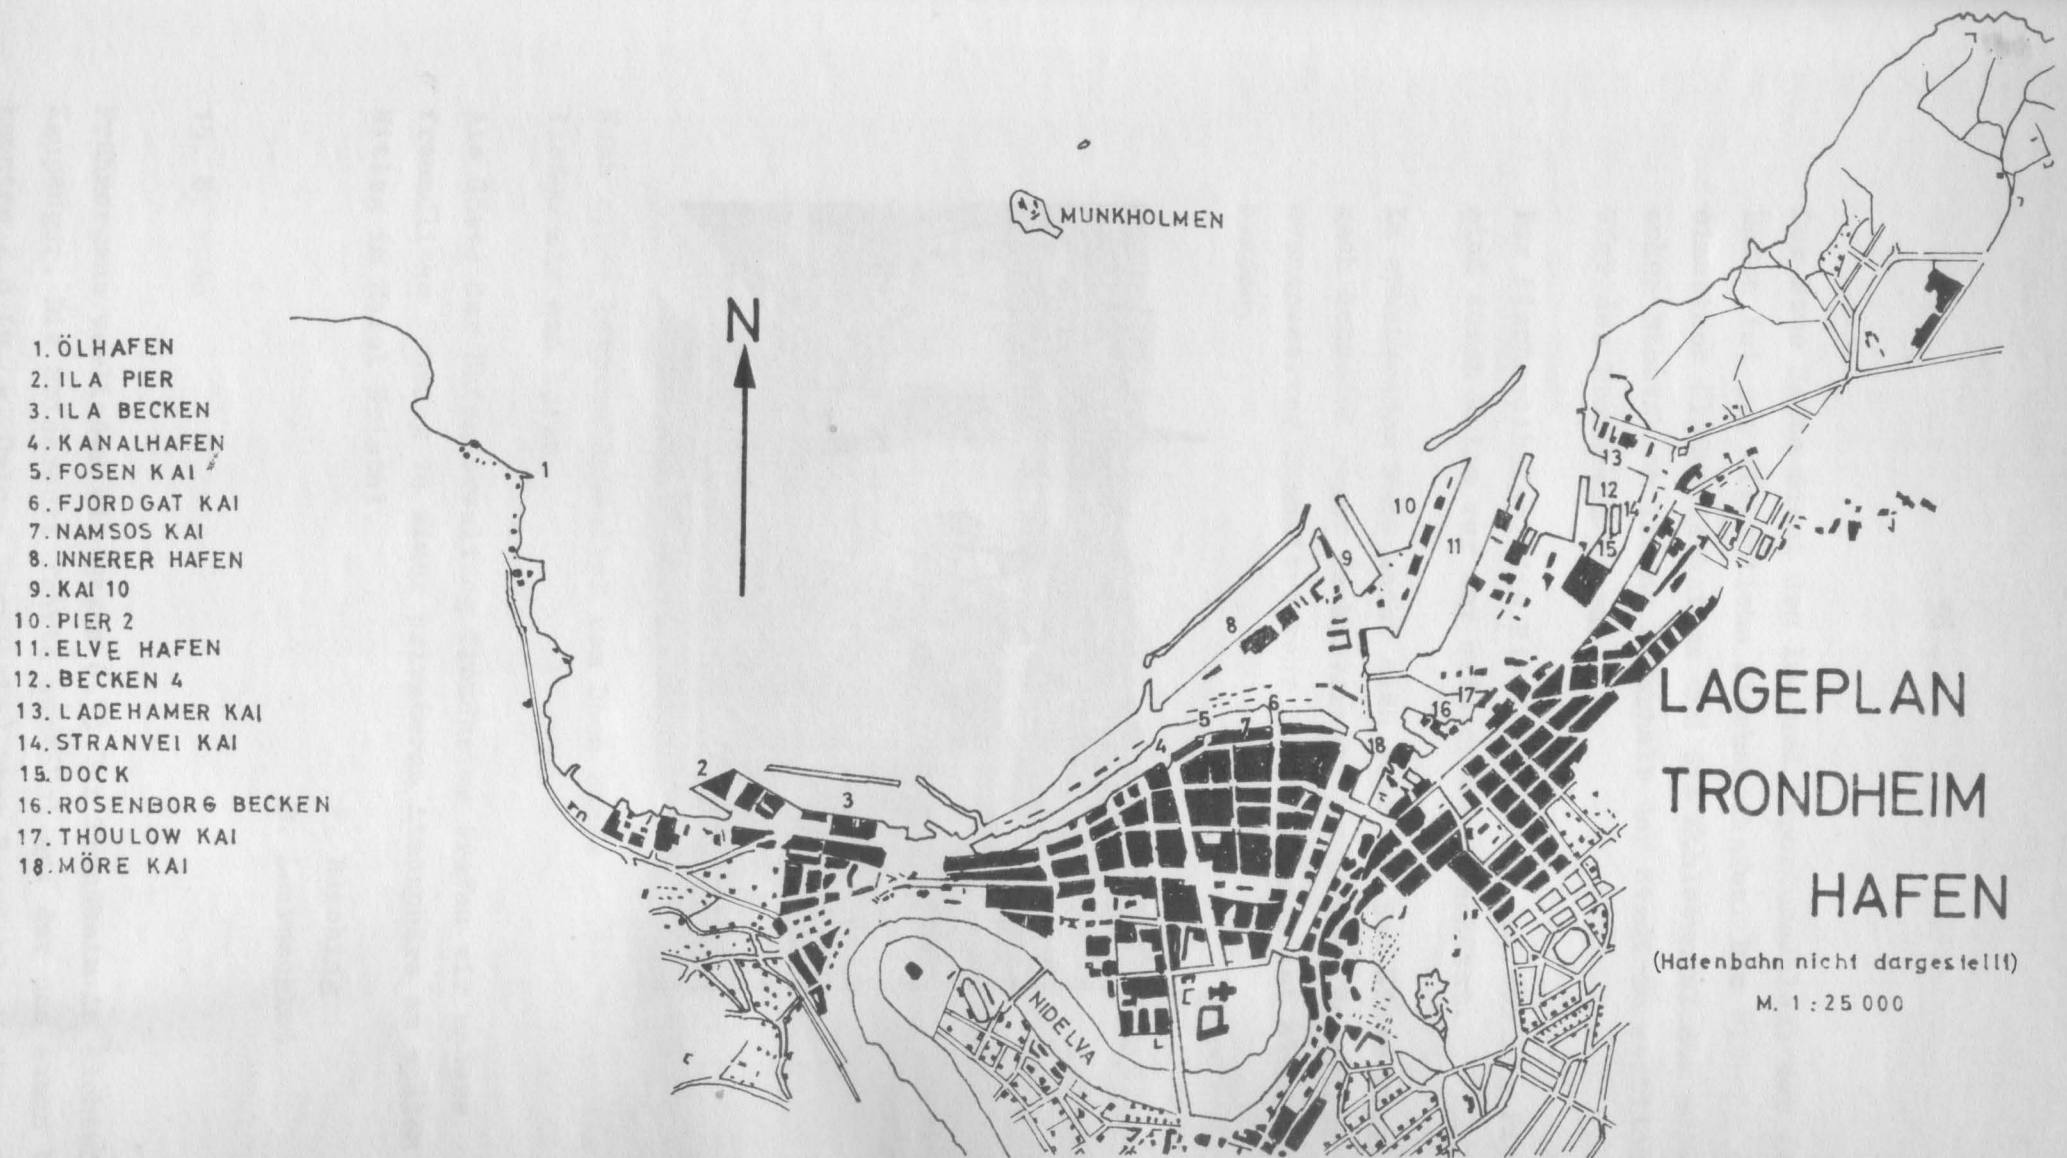 1. ÖLHAFEN
2. ILA PIER
3. ILA BECKEN
4. KANALHAFEN
5. FOSEN KAI
6. FJORDGAT KAI
7. NAMSOS KAI
8. INNERER HAFEN
9. KAI 10
10. PIER 2
11. ELVE HAFEN
12. BECKEN 4
13. LADEHAMER KAI
14. STRANVEI KAI
15. DOCK
16. ROSENBORG BECKEN
17. THOULOW KAI
18. MÖRE KAI
N
MUNKHOLMEN
1
2
3
4
5
6
7
8
9
10
11
12
13
14
15
16
17
18
NIDELVA
LAGEPLAN
TRONDHEIM
HAFEN
(Hafenbahn nicht dargestellt)
M. 1 : 25 000